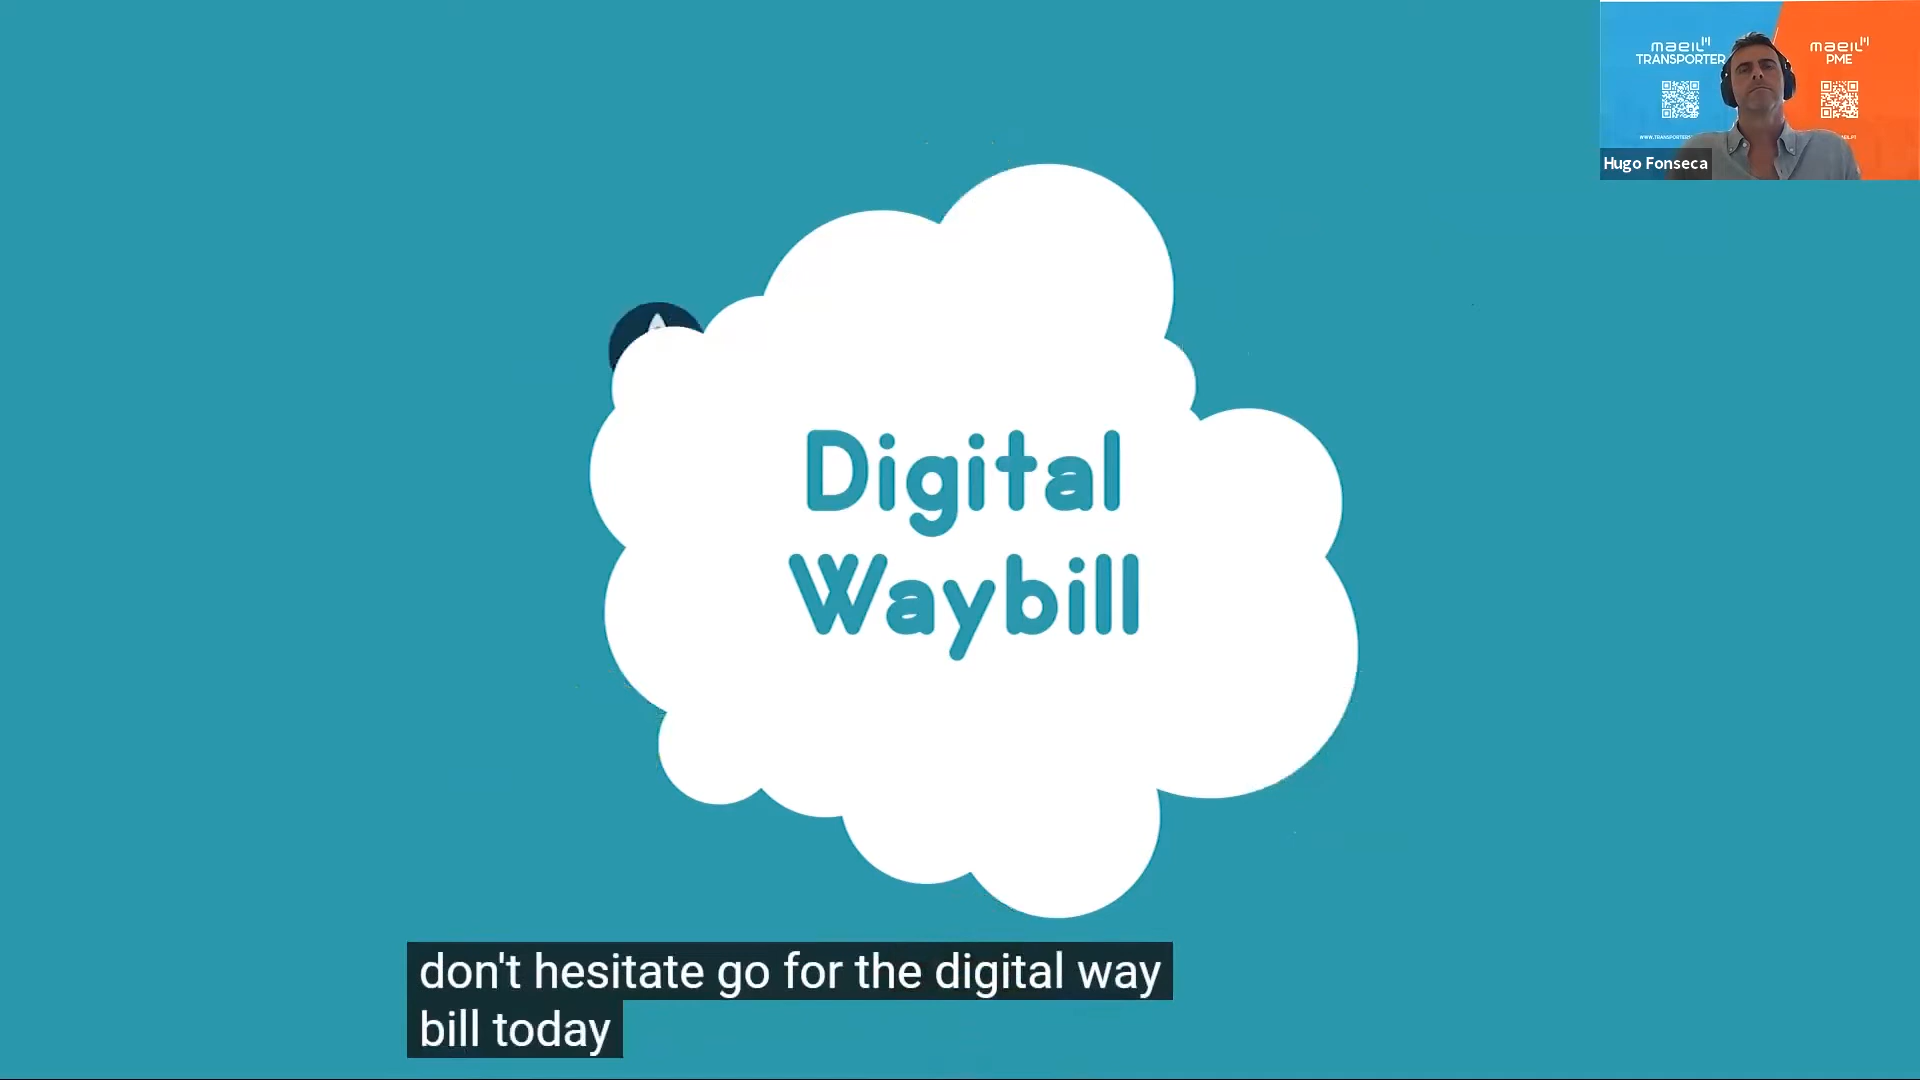 maeil
TRANSPORTER
maeil
PME
Hugo Fonseca
Digital
Waybill
don't hesitate go for the digital way
bill today